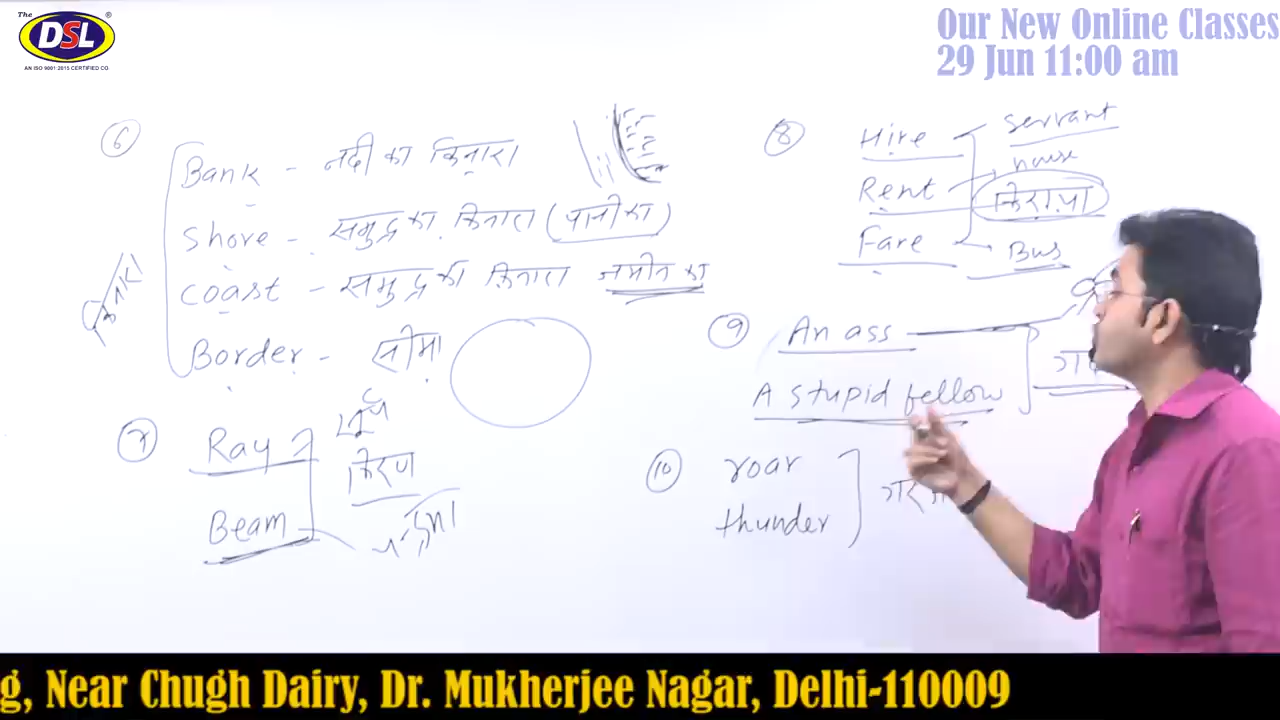 The DSL ®
AN ISO 9001:2015 CERTIFIED CO.
Our New Online Classes
29 Jun 11:00 am
6
Bank - नदी का किनारा
Shore - समुद्र का किनारा (पानी का)
Coast - समुद्र का किनारा जमीन का
Border - सीमा
किनारा
7
Ray सूर्य
किरण
Beam चन्द्रमा
8
Hire servant
house
Rent किराया
Fare Bus
9
An ass
A stupid fellow
10
roar
thunder
g, Near Chugh Dairy, Dr. Mukherjee Nagar, Delhi-110009